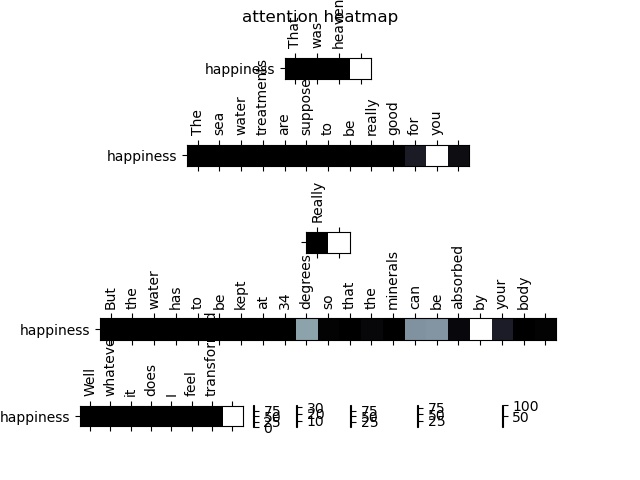 attention heatmap
That was heaven
happiness
The sea water treatments are suppose to be really good for you
happiness
Really
But the water has to be kept at 34 degrees so that the minerals can be absorbed by your body
happiness
Well whatever it does I feel transformed
happiness
75 50 25 0
30 20 10
75 50 25
75 50 25
100 50